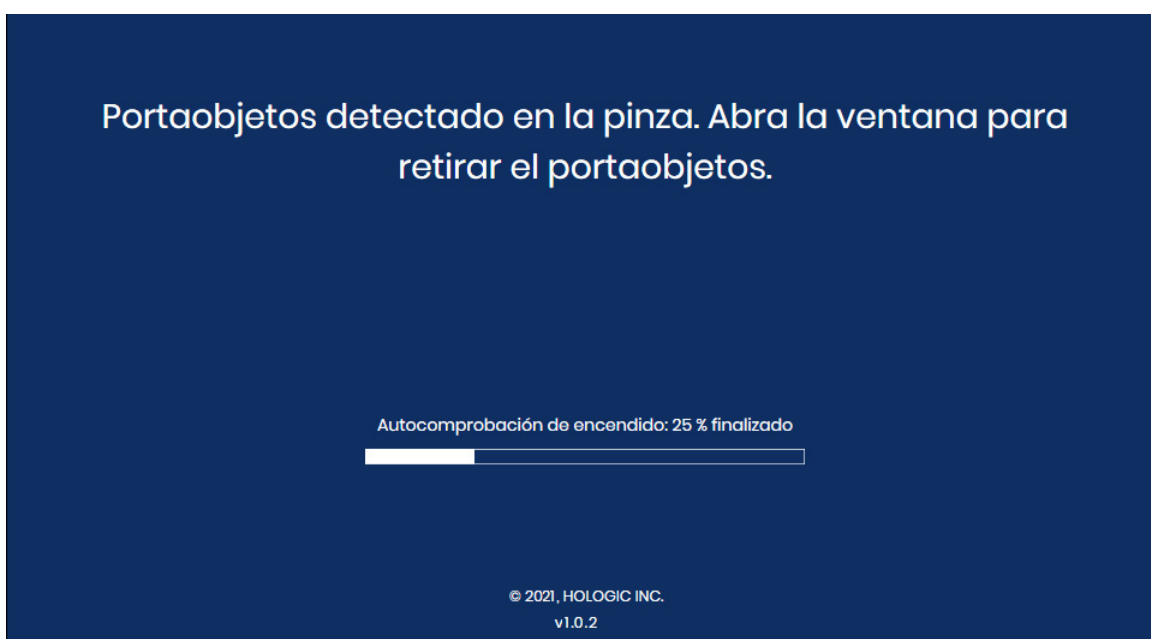 Portaobjetos detectado en la pinza. Abra la ventana para
retirar el portaobjetos.
Autocomprobación de encendido: 25 % finalizado
© 2021, HOLOGIC INC.
v1.0.2